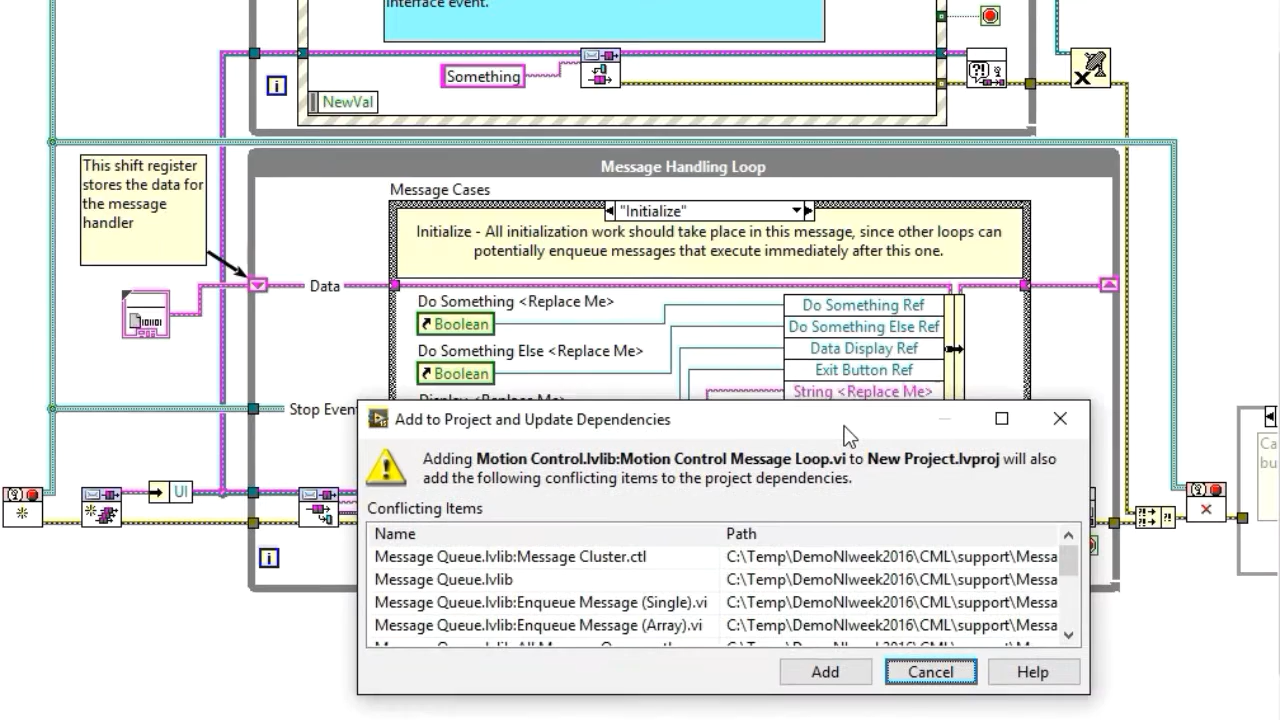 interface event.
Something
i
NewVal
This shift register
stores the data for
the message
handler
Message Handling Loop
Message Cases
"Initialize"
Initialize - All initialization work should take place in this message, since other loops can
potentially enqueue messages that execute immediately after this one.
Data
Do Something <Replace Me>
Boolean
Do Something Else <Replace Me>
Boolean
Do Something Ref
Do Something Else Ref
Data Display Ref
Exit Button Ref
String <Replace Me>
Stop Event
UI
i
Ca
bu
Add to Project and Update Dependencies
Adding Motion Control.lvlib:Motion Control Message Loop.vi to New Project.lvproj will also
add the following conflicting items to the project dependencies.
Conflicting Items
Name Path
Message Queue.lvlib:Message Cluster.ctl C:\Temp\DemoNIweek2016\CML\support\Messa
Message Queue.lvlib C:\Temp\DemoNIweek2016\CML\support\Messa
Message Queue.lvlib:Enqueue Message (Single).vi C:\Temp\DemoNIweek2016\CML\support\Messa
Message Queue.lvlib:Enqueue Message (Array).vi C:\Temp\DemoNIweek2016\CML\support\Messa
Add Cancel Help